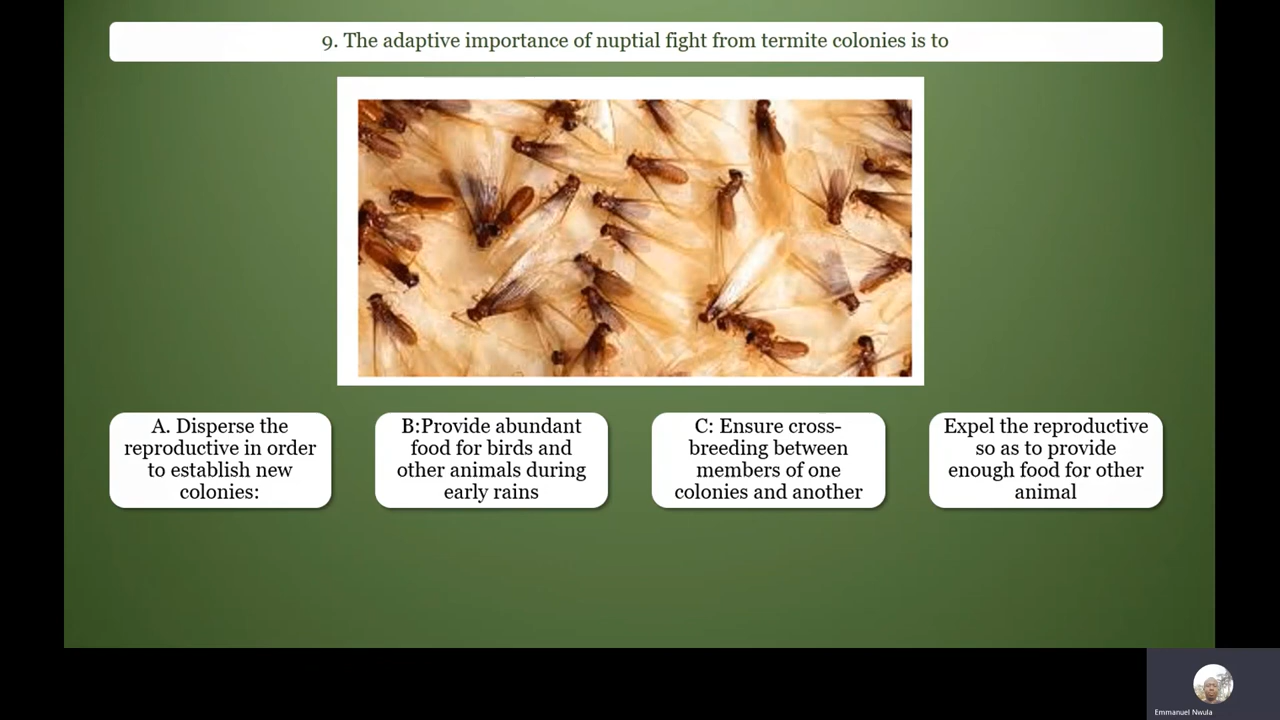 9. The adaptive importance of nuptial fight from termite colonies is to
A. Disperse the
reproductive in order
to establish new
colonies:
B:Provide abundant
food for birds and
other animals during
early rains
C: Ensure cross-
breeding between
members of one
colonies and another
Expel the reproductive
so as to provide
enough food for other
animal
Emmanuel Nwula